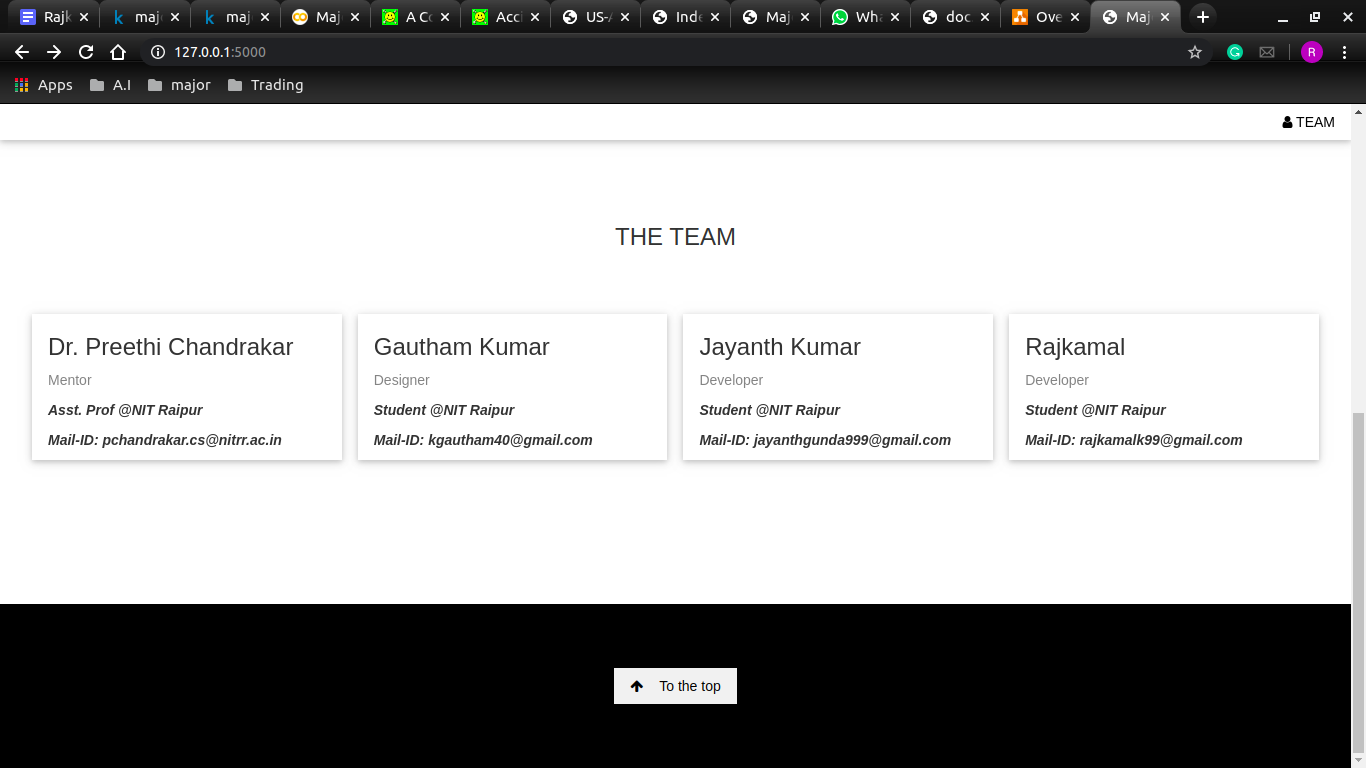 Rajk maj maj Maj A Co Acci US-A Inde Maj Wha doc. Ove Maj
127.0.0.1:5000
R
Apps A.I major Trading
TEAM
THE TEAM
Dr. Preethi Chandrakar
Mentor
Asst. Prof @NIT Raipur
Mail-ID: pchandrakar.cs@nitrr.ac.in
Gautham Kumar
Designer
Student @NIT Raipur
Mail-ID: kgautham40@gmail.com
Jayanth Kumar
Developer
Student @NIT Raipur
Mail-ID: jayanthgunda999@gmail.com
Rajkamal
Developer
Student @NIT Raipur
Mail-ID: rajkamalk99@gmail.com
To the top